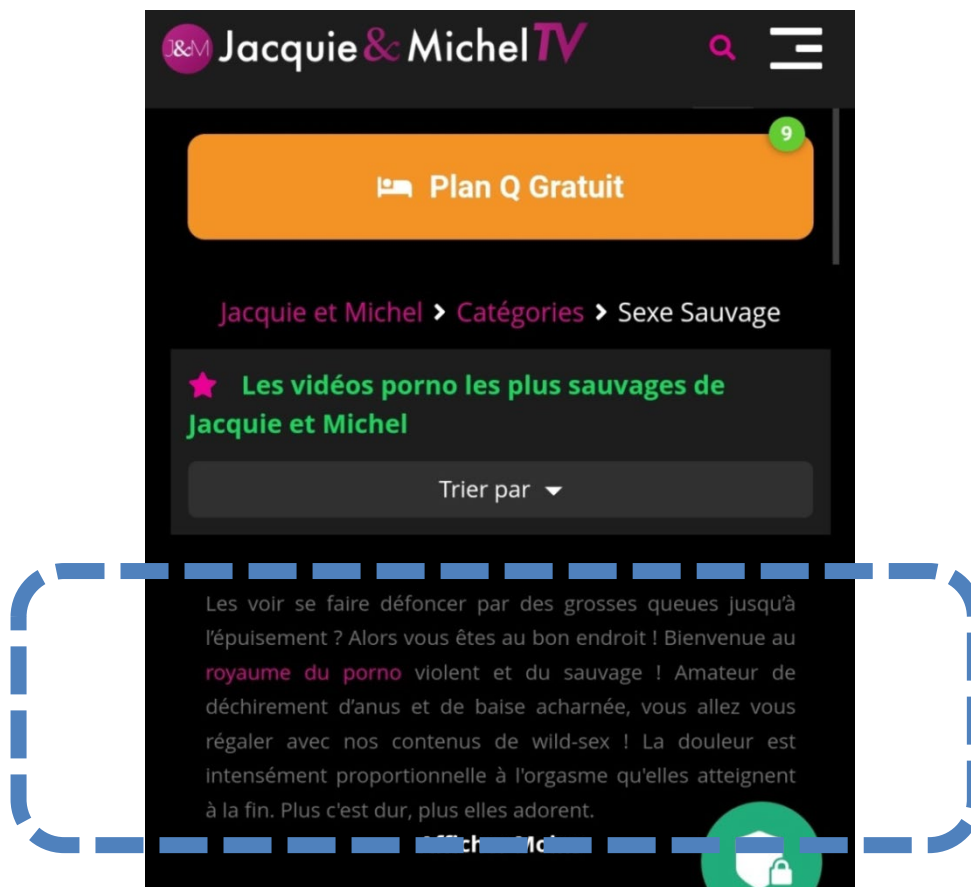 J&M Jacquie & Michel TV
9
Plan Q Gratuit
Jacquie et Michel > Catégories > Sexe Sauvage
Les vidéos porno les plus sauvages de
Jacquie et Michel
Trier par
Les voir se faire défoncer par des grosses queues jusqu'à
l'épuisement ? Alors vous êtes au bon endroit ! Bienvenue au
royaume du porno violent et du sauvage ! Amateur de
déchirement d'anus et de baise acharnée, vous allez vous
régaler avec nos contenus de wild-sex ! La douleur est
intensément proportionnelle à l'orgasme qu'elles atteignent
à la fin. Plus c'est dur, plus elles adorent.